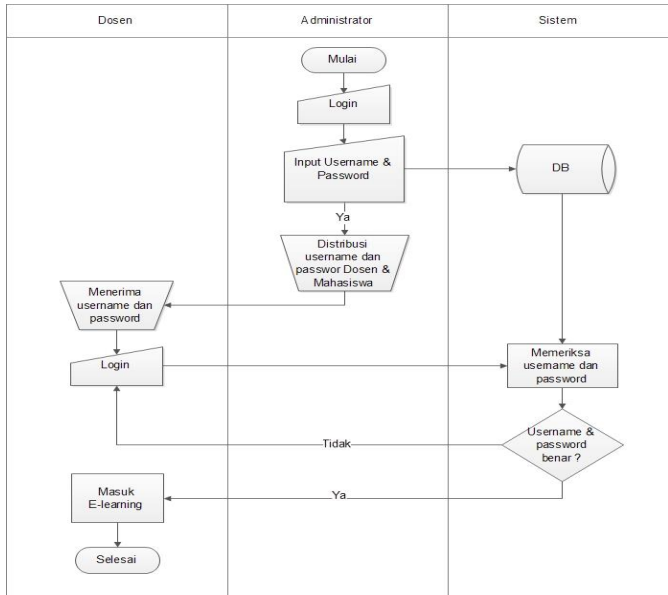 Dosen
Administrator
Sistem
Mulai
Login
Input Username &
Password
DB
Ya
Distribusi
username dan
passwor Dosen &
Mahasiswa
Menerima
username dan
password
Login
Memeriksa
username dan
password
Username &
password
benar ?
Tidak
Ya
Masuk
E-learning
Selesai